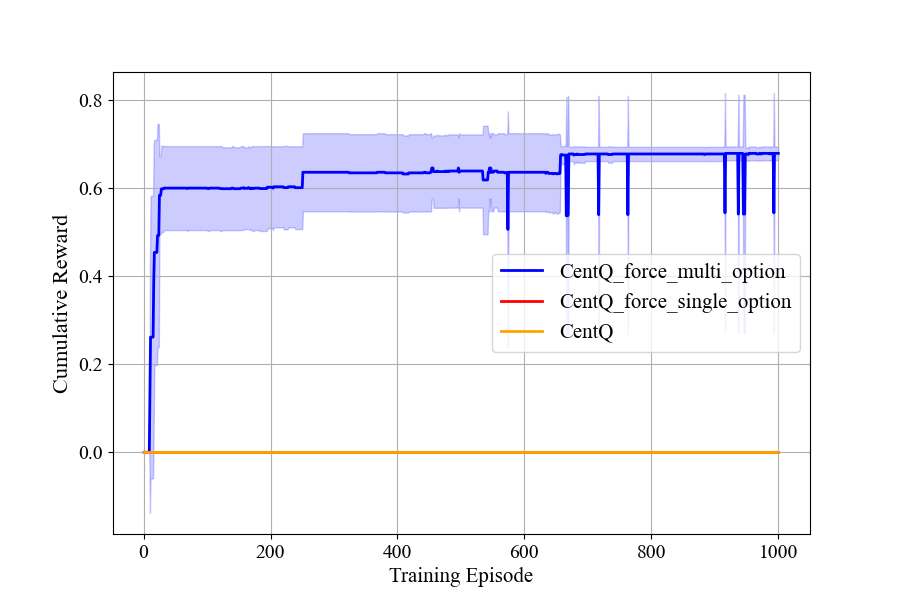 0.8
0.6
0.4
0.2
0.0
Cumulative Reward
CentQ_force_multi_option
CentQ_force_single_option
CentQ
0 200 400 600 800 1000
Training Episode